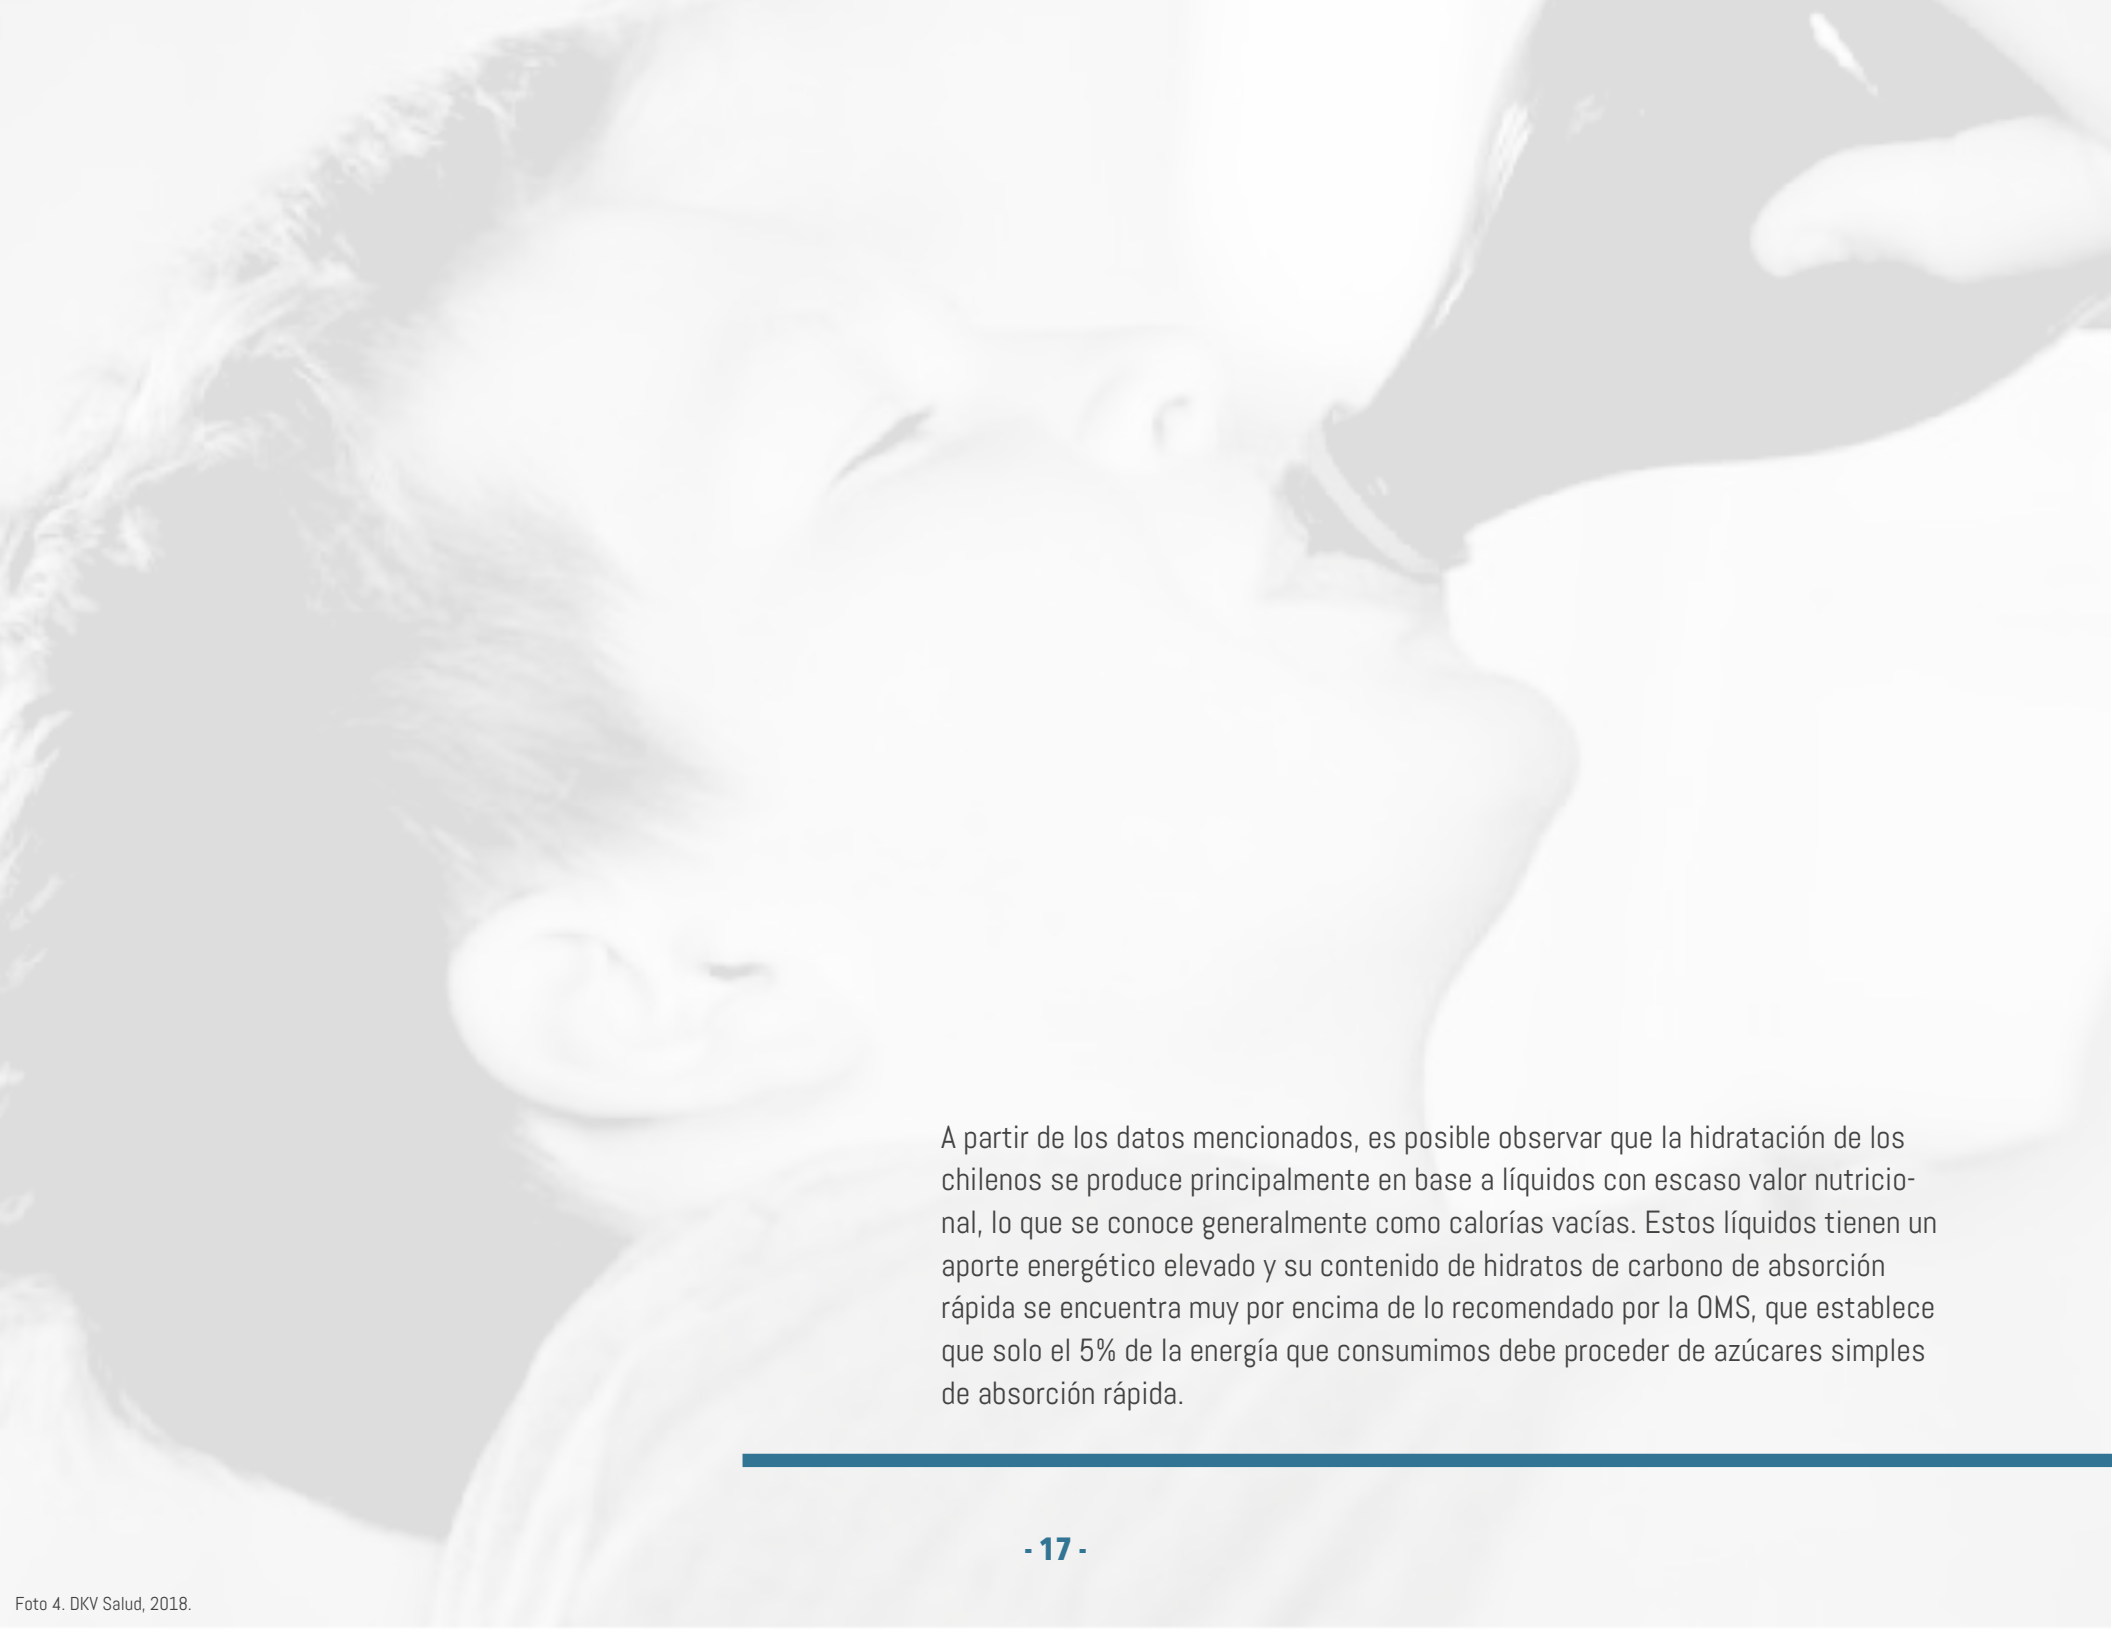 A partir de los datos mencionados, es posible observar que la hidratación de los
chilenos se produce principalmente en base a líquidos con escaso valor nutricio-
nal, lo que se conoce generalmente como calorías vacías. Estos líquidos tienen un
aporte energético elevado y su contenido de hidratos de carbono de absorción
rápida se encuentra muy por encima de lo recomendado por la OMS, que establece
que solo el 5% de la energía que consumimos debe proceder de azúcares simples
de absorción rápida.
- 17 -
Foto 4. DKV Salud, 2018.